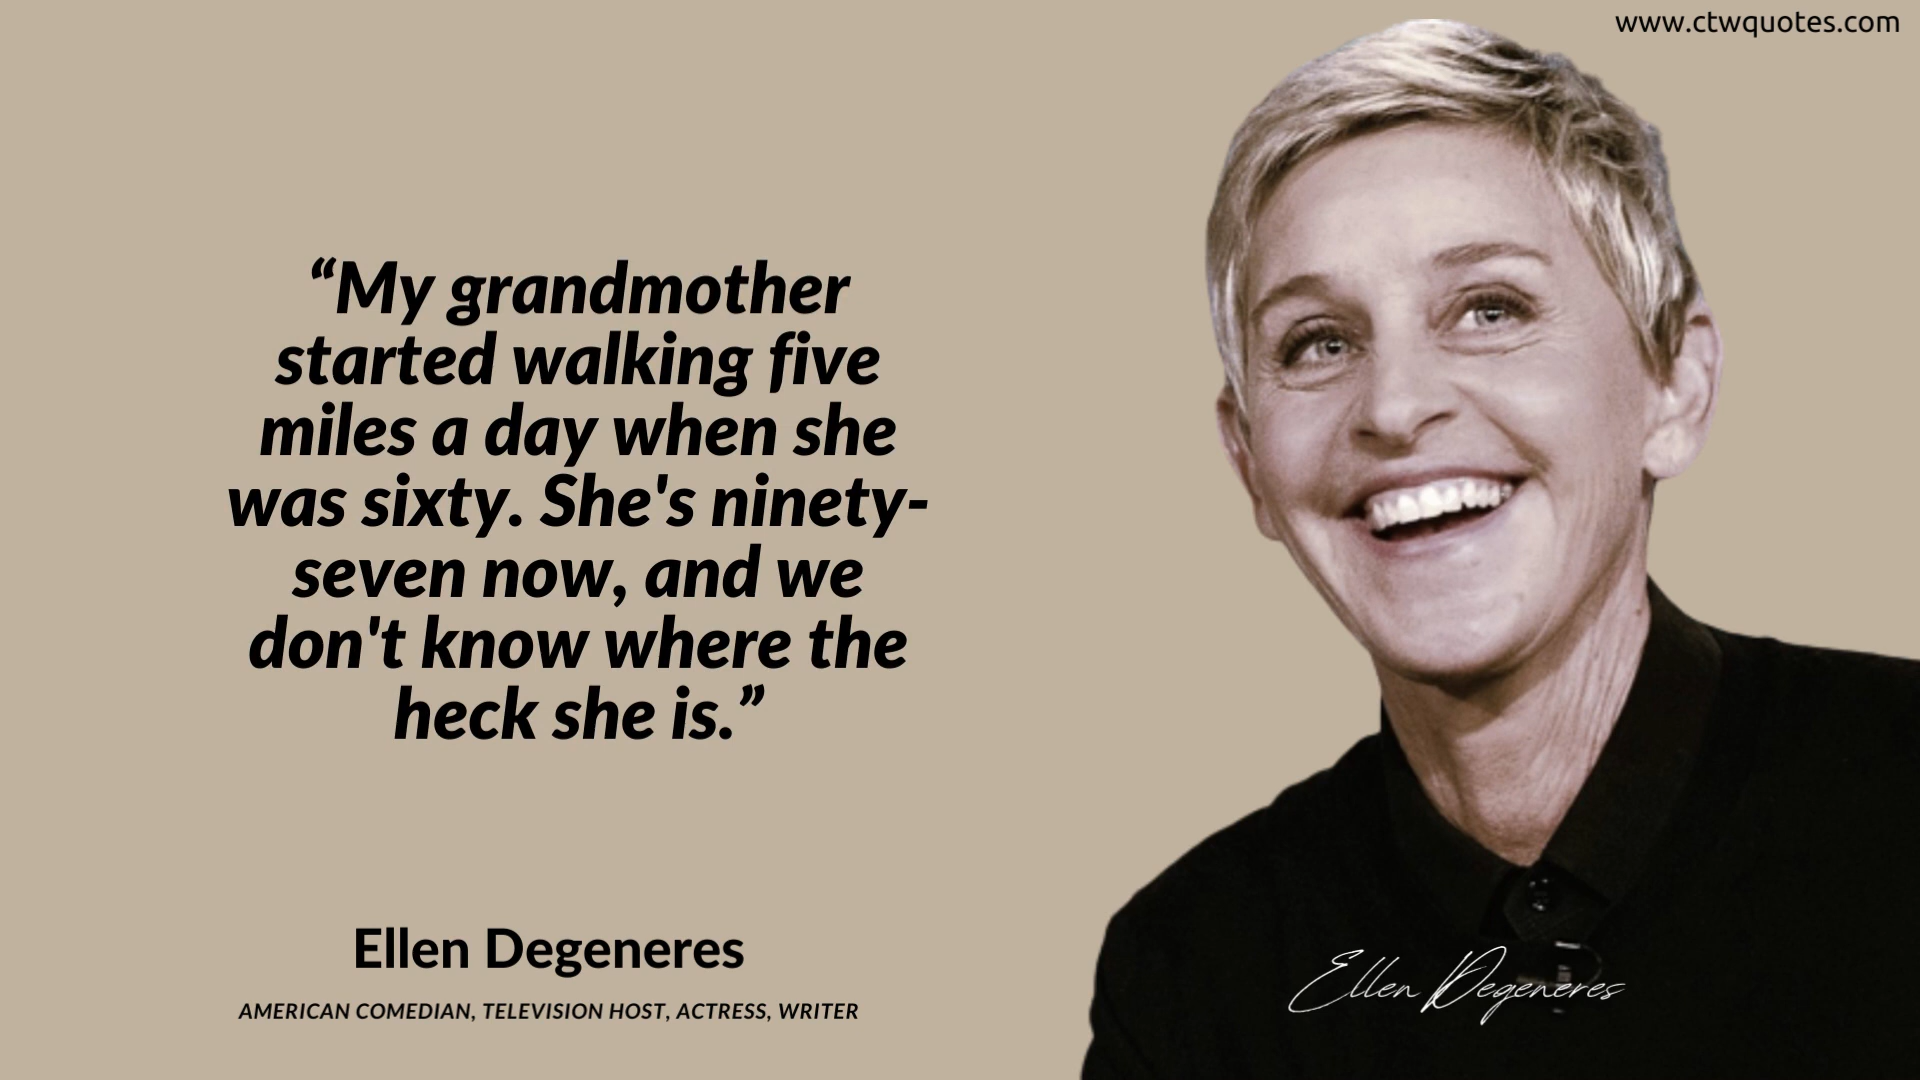 www.ctwquotes.com
“My grandmother
started walking five
miles a day when she
was sixty. She's ninety-
seven now, and we
don't know where the
heck she is.”
Ellen Degeneres
AMERICAN COMEDIAN, TELEVISION HOST, ACTRESS, WRITER
Ellen Degeneres